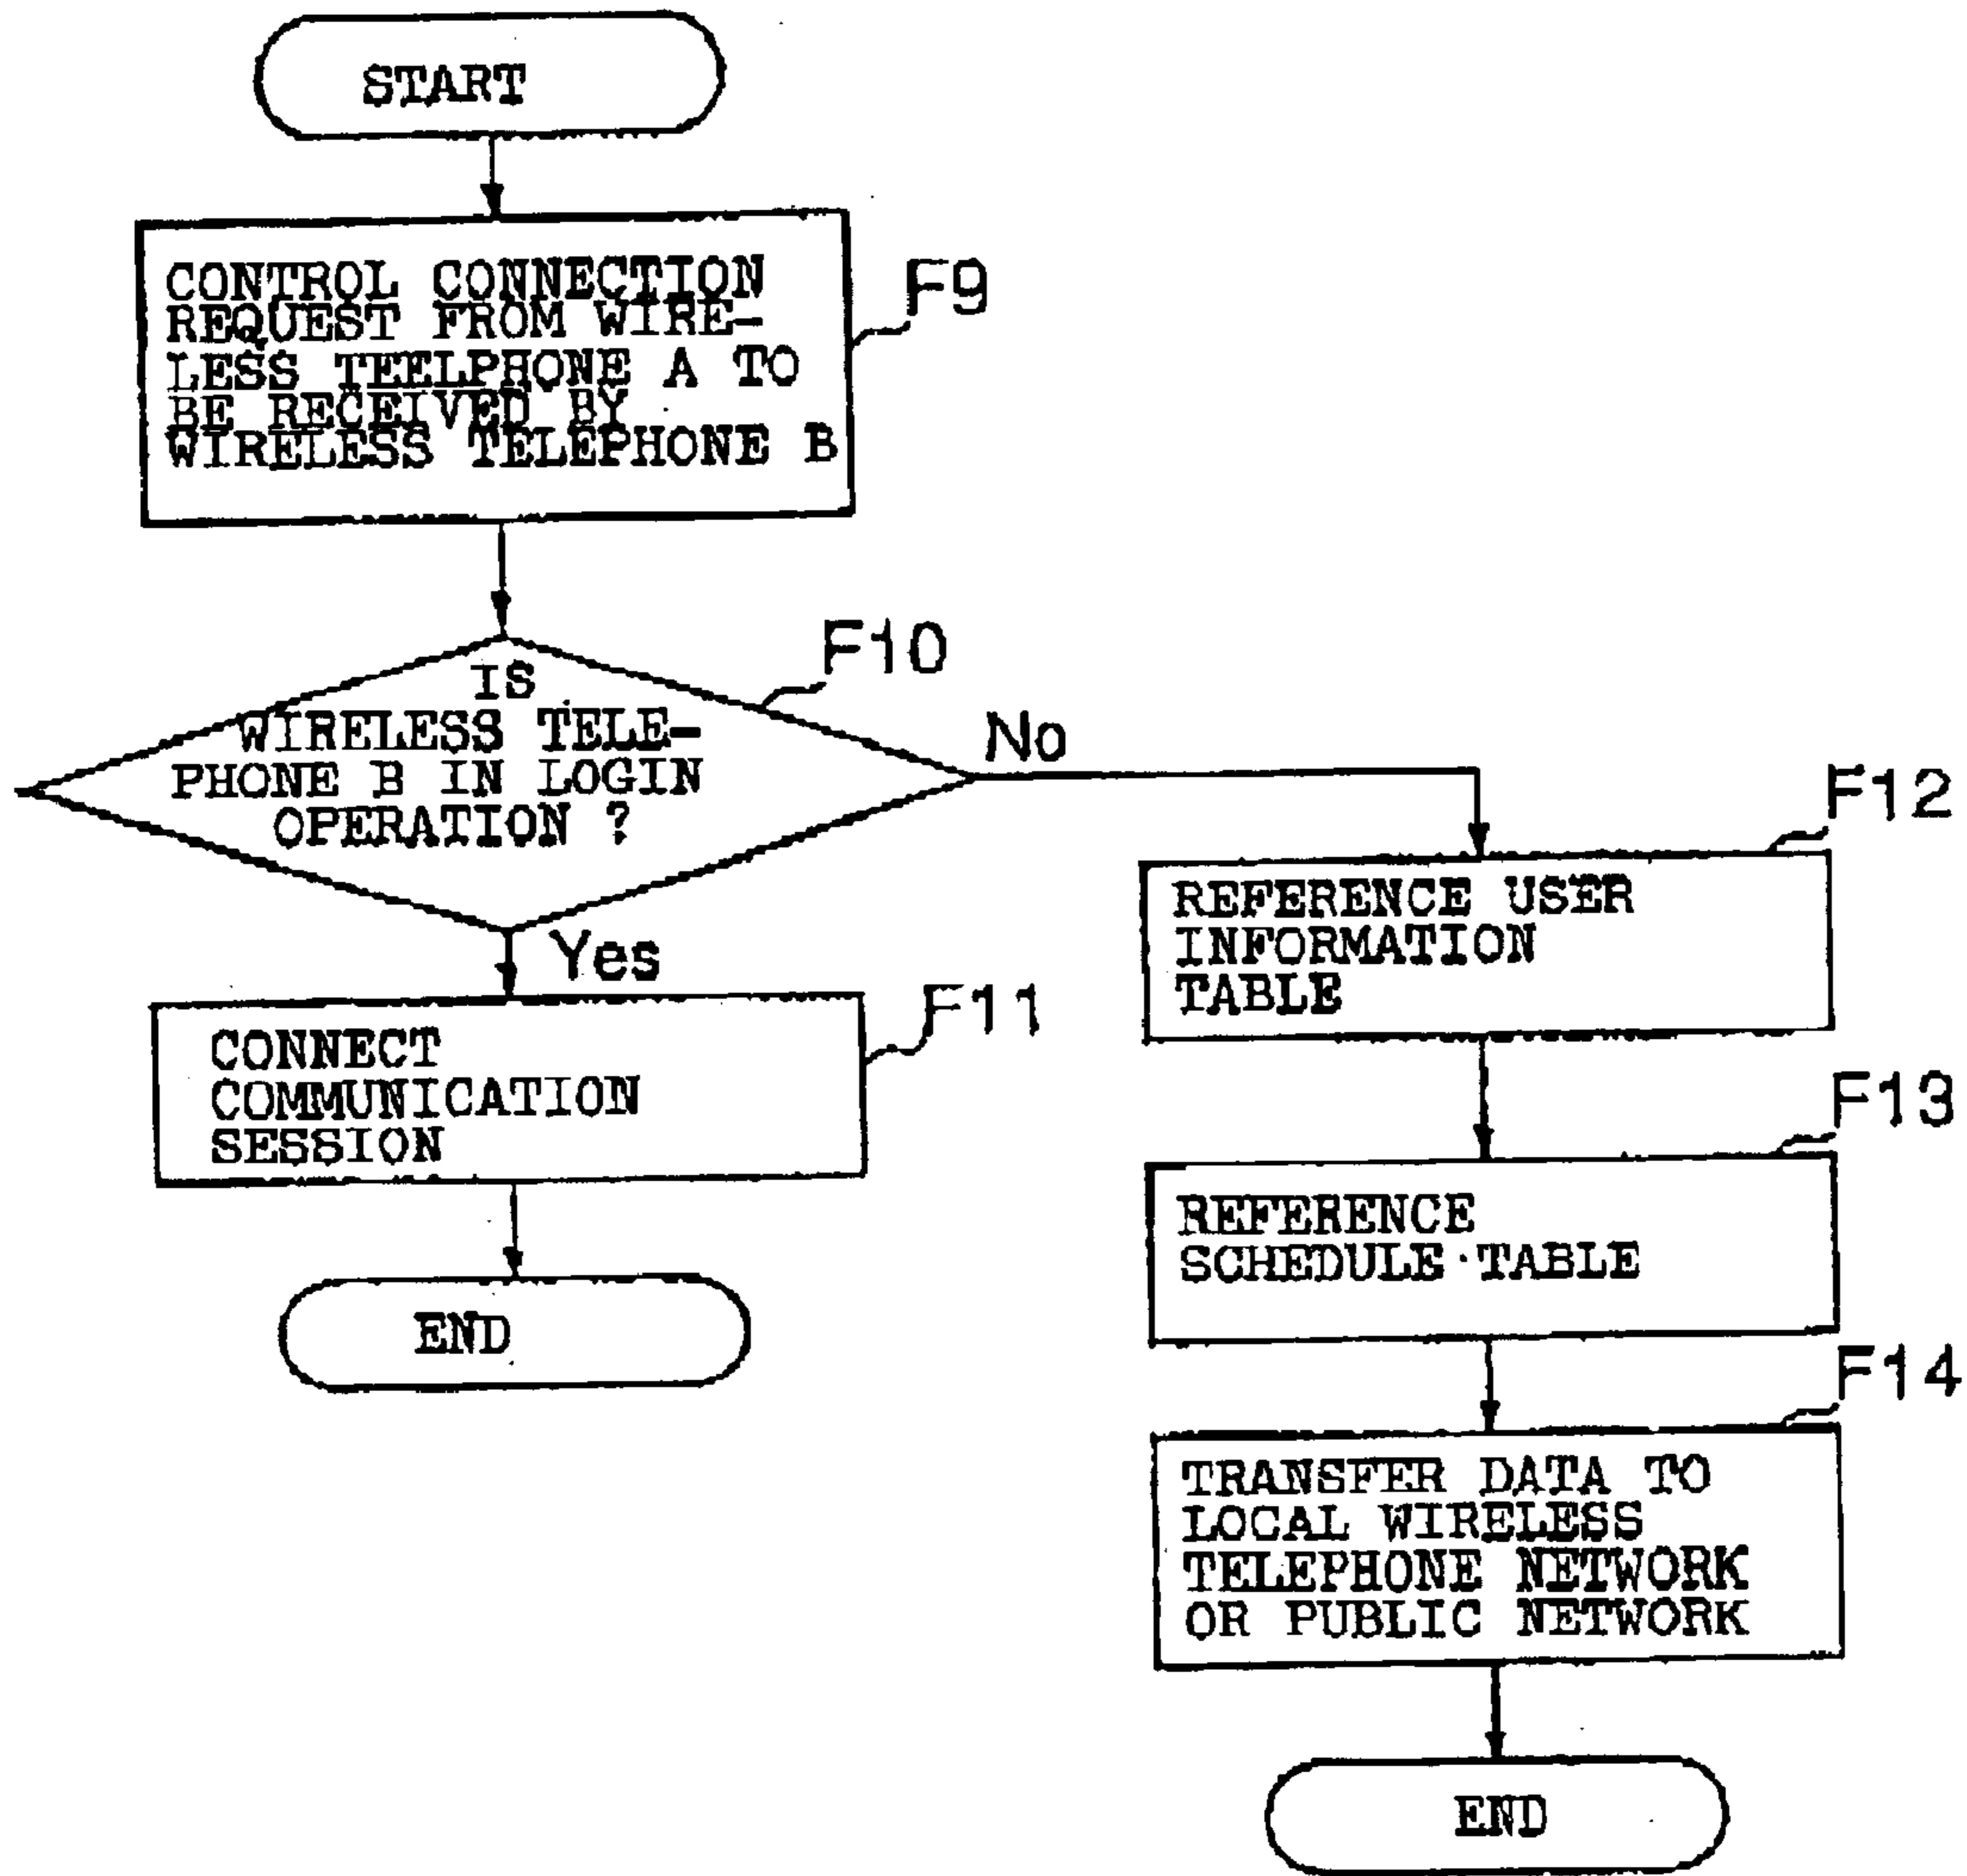 START
CONTROL CONNECTION
REQUEST FROM WIRE-
LESS TEELPHONE A TO
BE RECEIVED BY
WIRELESS TELEPHONE B
F9
IS
WIRELESS TELE-
PHONE B IN LOGIN
OPERATION ?
F10
No
Yes
CONNECT
COMMUNICATION
SESSION
F11
END
F12
REFERENCE USER
INFORMATION
TABLE
F13
REFERENCE
SCHEDULE TABLE
F14
TRANSFER DATA TO
LOCAL WIRELESS
TELEPHONE NETWORK
OR PUBLIC NETWORK
END